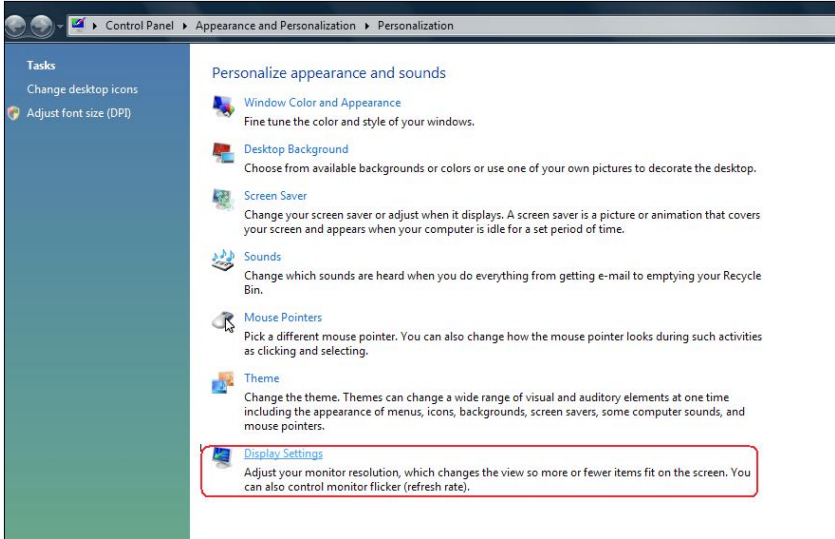 Control Panel ▸ Appearance and Personalization ▸ Personalization
Tasks
Change desktop icons
Adjust font size (DPI)
Personalize appearance and sounds
Window Color and Appearance
Fine tune the color and style of your windows.
Desktop Background
Choose from available backgrounds or colors or use one of your own pictures to decorate the desktop.
Screen Saver
Change your screen saver or adjust when it displays. A screen saver is a picture or animation that covers
your screen and appears when your computer is idle for a set period of time.
Sounds
Change which sounds are heard when you do everything from getting e-mail to emptying your Recycle
Bin.
Mouse Pointers
Pick a different mouse pointer. You can also change how the mouse pointer looks during such activities
as clicking and selecting.
Theme
Change the theme. Themes can change a wide range of visual and auditory elements at one time
including the appearance of menus, icons, backgrounds, screen savers, some computer sounds, and
mouse pointers.
Display Settings
Adjust your monitor resolution, which changes the view so more or fewer items fit on the screen. You
can also control monitor flicker (refresh rate).